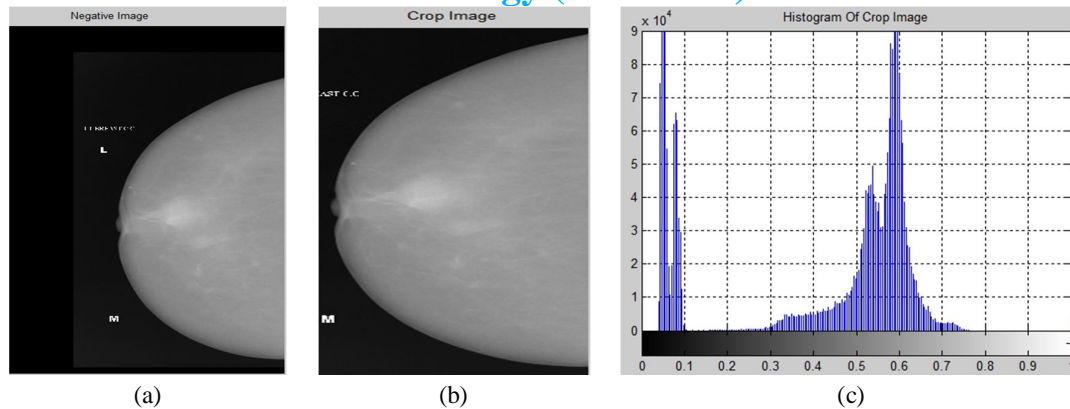 Negative Image
L
M
(a)
Crop Image
AST C.C
M
(b)
Histogram Of Crop Image
x 10^4
9
8
7
6
5
4
3
2
1
0
0 0.1 0.2 0.3 0.4 0.5 0.6 0.7 0.8 0.9 1
(c)